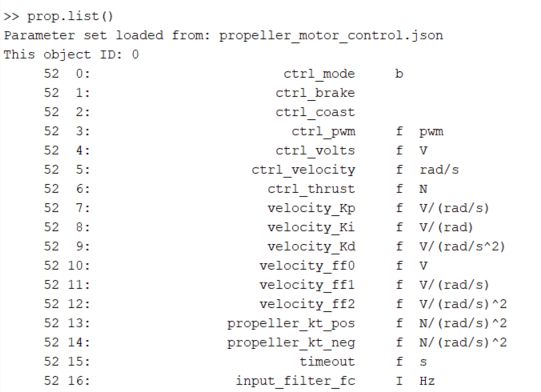 >> prop.list()
Parameter set loaded from: propeller_motor_control.json
This object ID: 0
52 0: ctrl_mode b
52 1: ctrl_brake
52 2: ctrl_coast
52 3: ctrl_pwm f pwm
52 4: ctrl_volts f V
52 5: ctrl_velocity f rad/s
52 6: ctrl_thrust f N
52 7: velocity_Kp f V/(rad/s)
52 8: velocity_Ki f V/(rad)
52 9: velocity_Kd f V/(rad/s^2)
52 10: velocity_ff0 f V
52 11: velocity_ff1 f V/(rad/s)
52 12: velocity_ff2 f V/(rad/s)^2
52 13: propeller_kt_pos f N/(rad/s)^2
52 14: propeller_kt_neg f N/(rad/s)^2
52 15: timeout f s
52 16: input_filter_fc I Hz